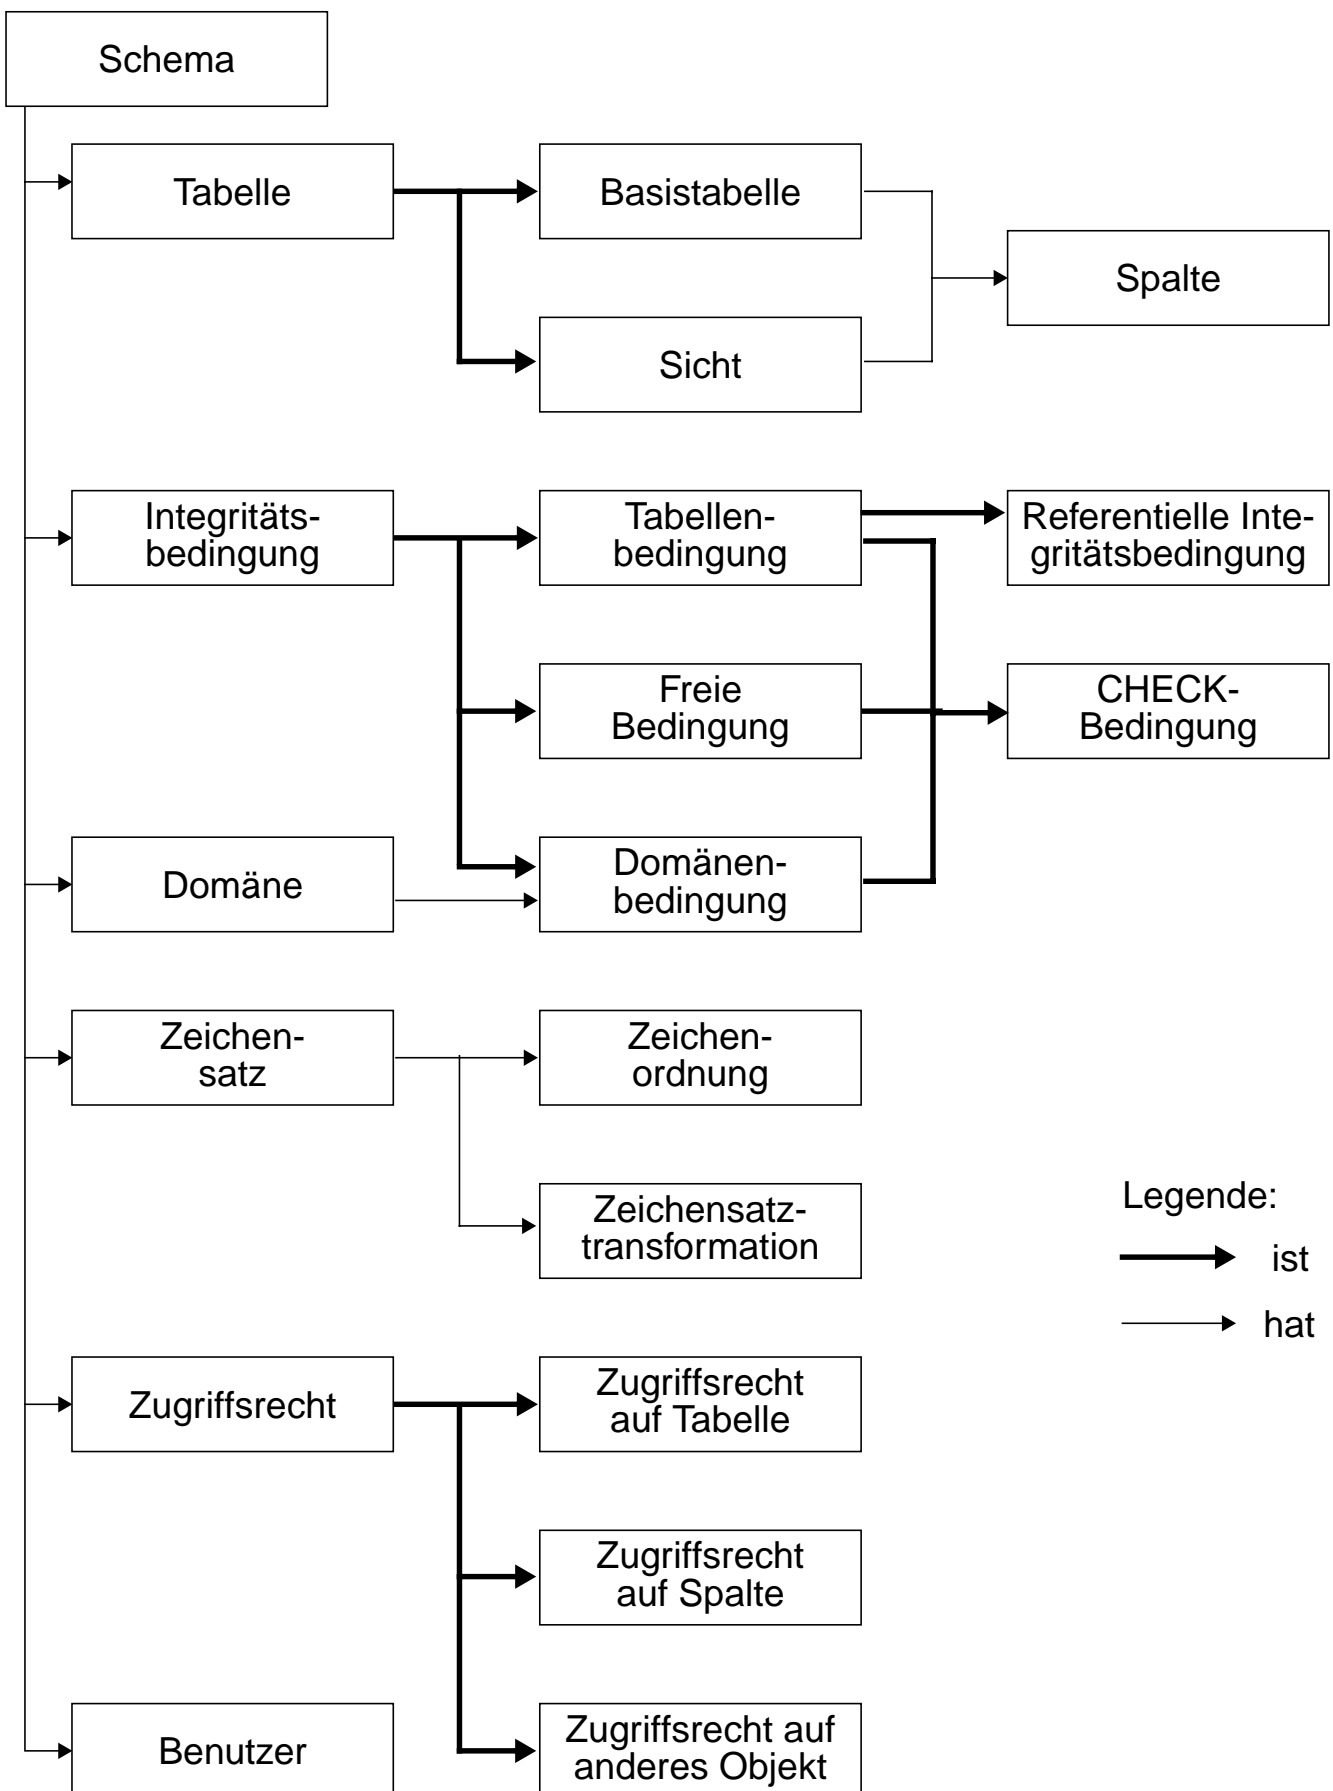 Schema
Tabelle
Basistabelle
Spalte
Sicht
Integritäts-
bedingung
Tabellen-
bedingung
Referentielle Inte-
gritätsbedingung
Freie
Bedingung
CHECK-
Bedingung
Domäne
Domänen-
bedingung
Zeichen-
satz
Zeichen-
ordnung
Zeichensatz-
transformation
Legende:
ist
hat
Zugriffsrecht
Zugriffsrecht
auf Tabelle
Zugriffsrecht
auf Spalte
Benutzer
Zugriffsrecht auf
anderes Objekt